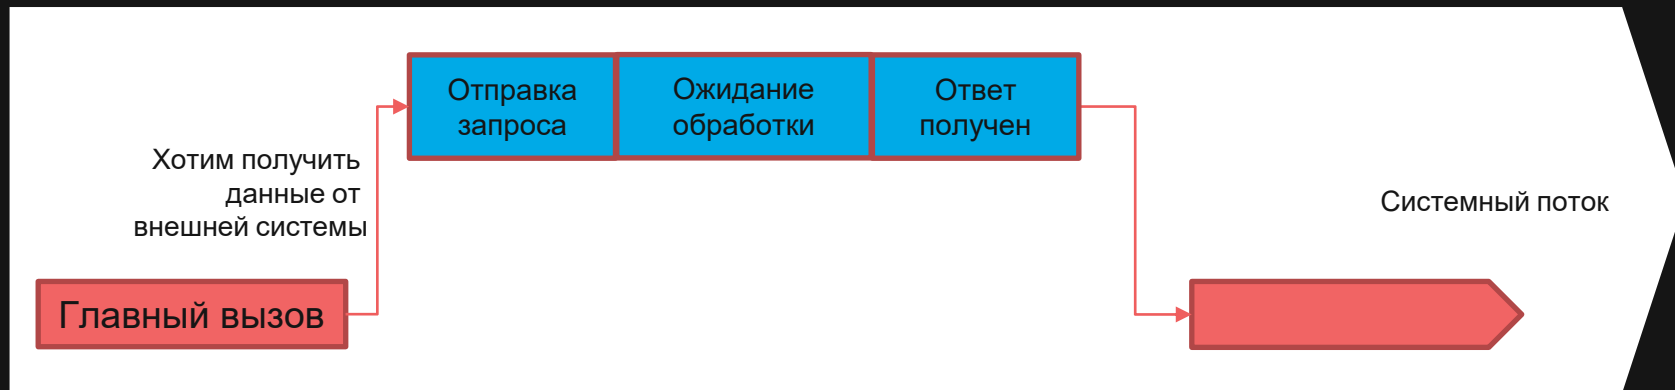 Отправка
запроса
Ожидание
обработки
Ответ
получен
Хотим получить
данные от
внешней системы
Системный поток
Главный вызов